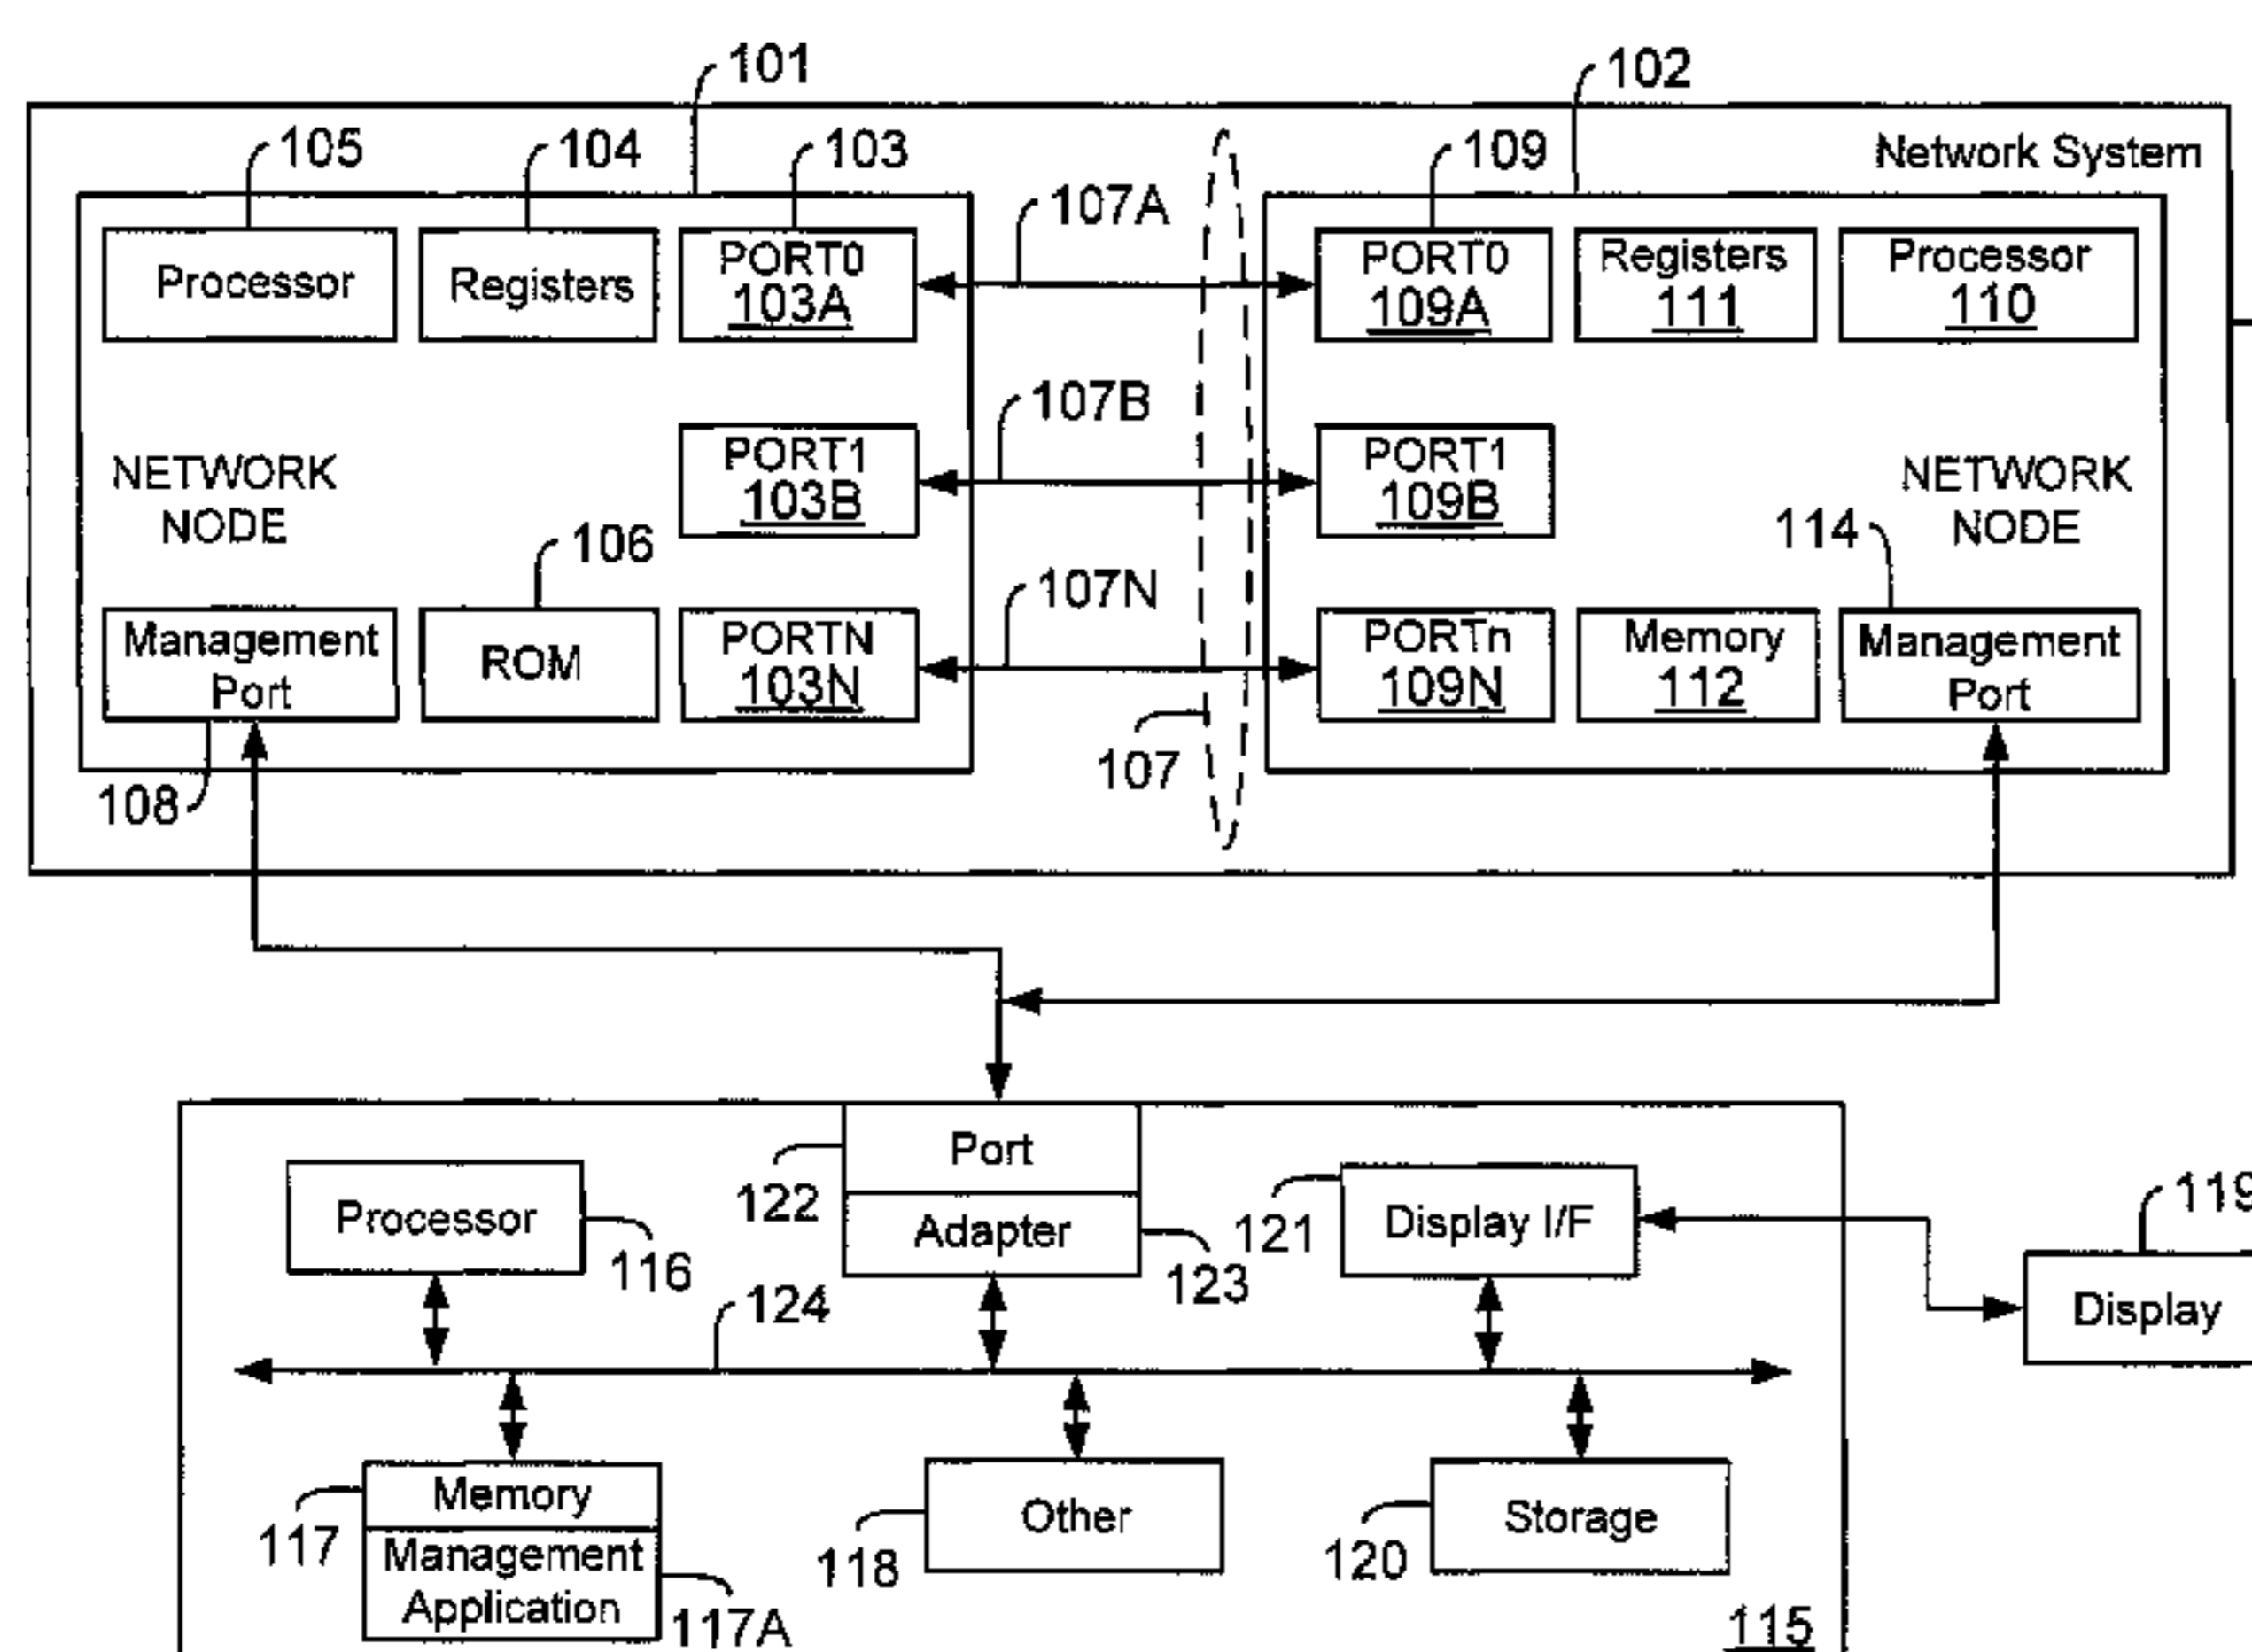 101
102
105
104
103
109
Network System
107A
Processor
Registers
PORT0
103A
PORT0
109A
Registers
111
Processor
110
107B
PORT1
103B
PORT1
109B
NETWORK
NODE
NETWORK
NODE
106
114
107N
Management
Port
ROM
PORTN
103N
PORTn
109N
Memory
112
Management
Port
107
108
Port
122
Processor
116
Adapter
123
121
Display I/F
119
Display
124
Memory
117
Management
Application
117A
Other
118
Storage
120
115